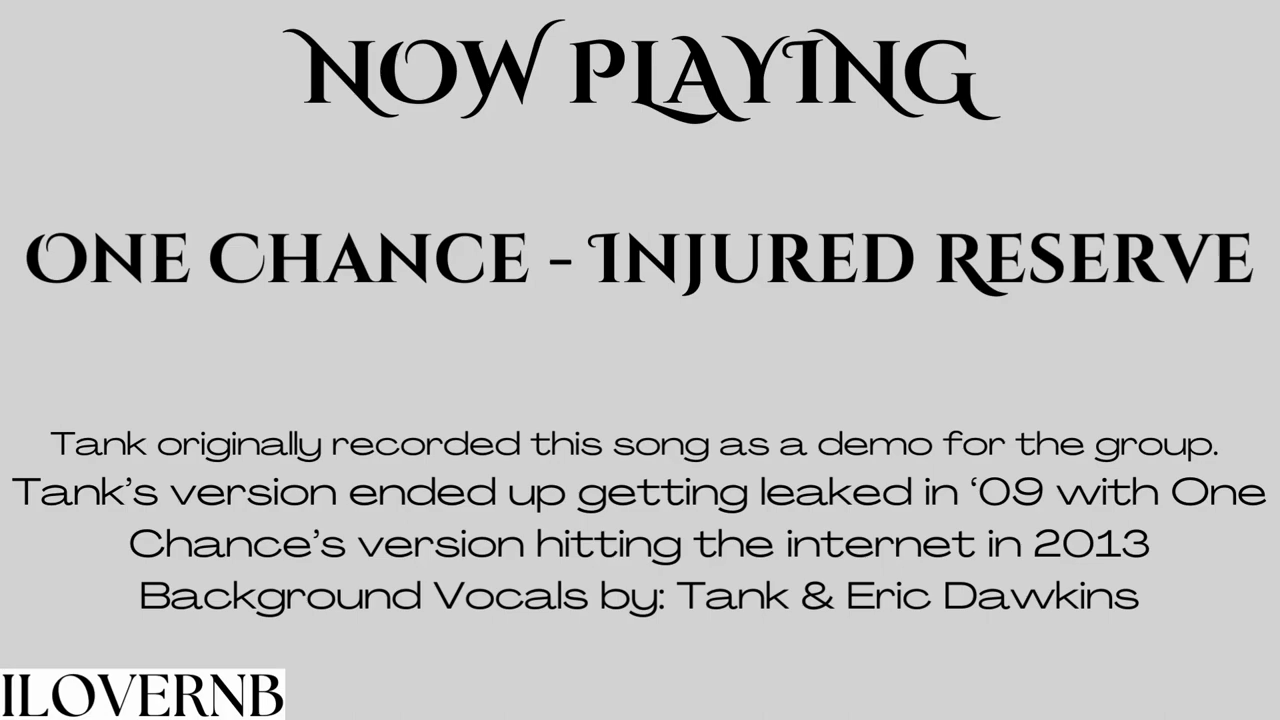 NOW PLAYING
ONE CHANCE - INJURED RESERVE
Tank originally recorded this song as a demo for the group.
Tank’s version ended up getting leaked in ‘09 with One
Chance’s version hitting the internet in 2013
Background Vocals by: Tank & Eric Dawkins
ILOVERNB